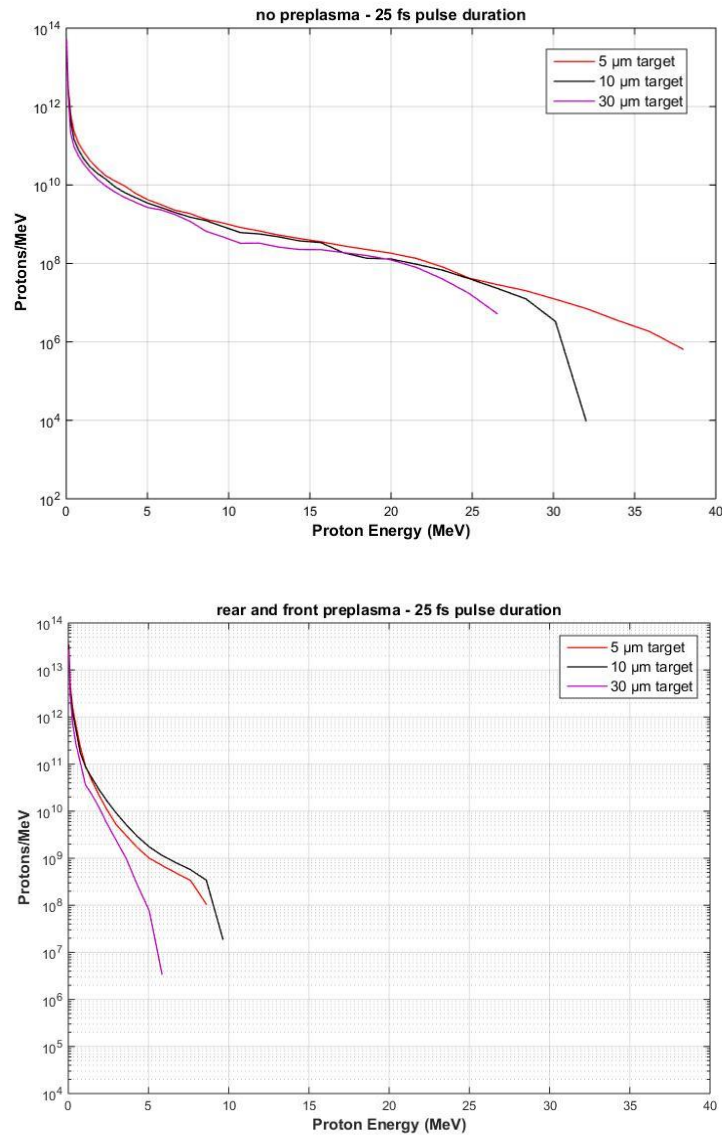 no preplasma - 25 fs pulse duration
10^14
10^12
10^10
10^8
10^6
10^4
10^2
Protons/MeV
5 µm target
10 µm target
30 µm target
0 5 10 15 20 25 30 35 40
Proton Energy (MeV)
rear and front preplasma - 25 fs pulse duration
10^14
10^13
10^12
10^11
10^10
10^9
10^8
10^7
10^6
10^5
10^4
Protons/MeV
5 µm target
10 µm target
30 µm target
0 5 10 15 20 25 30 35 40
Proton Energy (MeV)